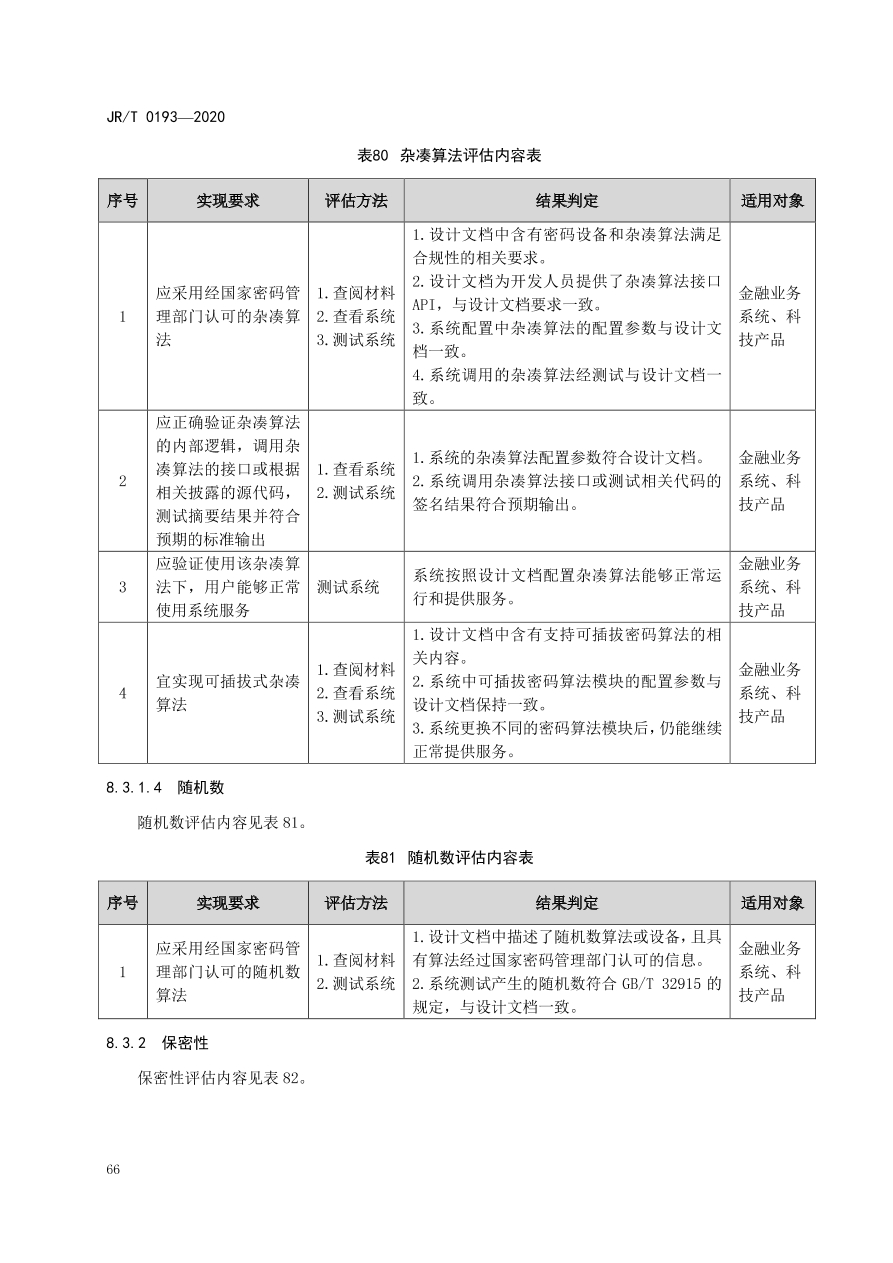 JR/T 0193—2020
表80 杂凑算法评估内容表
序号 实现要求 评估方法 结果判定 适用对象
1
应采用经国家密码管
理部门认可的杂凑算
法
1.查阅材料
2.查看系统
3.测试系统
1.设计文档中含有密码设备和杂凑算法满足
合规性的相关要求。
2.设计文档为开发人员提供了杂凑算法接口
API，与设计文档要求一致。
3.系统配置中杂凑算法的配置参数与设计文
档一致。
4.系统调用的杂凑算法经测试与设计文档一
致。
金融业务
系统、科
技产品
2
应正确验证杂凑算法
的内部逻辑，调用杂
凑算法的接口或根据
相关披露的源代码，
测试摘要结果并符合
预期的标准输出
1.查看系统
2.测试系统
1.系统的杂凑算法配置参数符合设计文档。
2.系统调用杂凑算法接口或测试相关代码的
签名结果符合预期输出。
金融业务
系统、科
技产品
3
应验证使用该杂凑算
法下，用户能够正常
使用系统服务
测试系统
系统按照设计文档配置杂凑算法能够正常运
行和提供服务。
金融业务
系统、科
技产品
4
宜实现可插拔式杂凑
算法
1.查阅材料
2.查看系统
3.测试系统
1.设计文档中含有支持可插拔密码算法的相
关内容。
2.系统中可插拔密码算法模块的配置参数与
设计文档保持一致。
3.系统更换不同的密码算法模块后，仍能继续
正常提供服务。
金融业务
系统、科
技产品
8.3.1.4 随机数
随机数评估内容见表 81。
表81 随机数评估内容表
序号 实现要求 评估方法 结果判定 适用对象
1
应采用经国家密码管
理部门认可的随机数
算法
1.查阅材料
2.测试系统
1.设计文档中描述了随机数算法或设备，且具
有算法经过国家密码管理部门认可的信息。
2.系统测试产生的随机数符合 GB/T 32915 的
规定，与设计文档一致。
金融业务
系统、科
技产品
8.3.2 保密性
保密性评估内容见表 82。
66